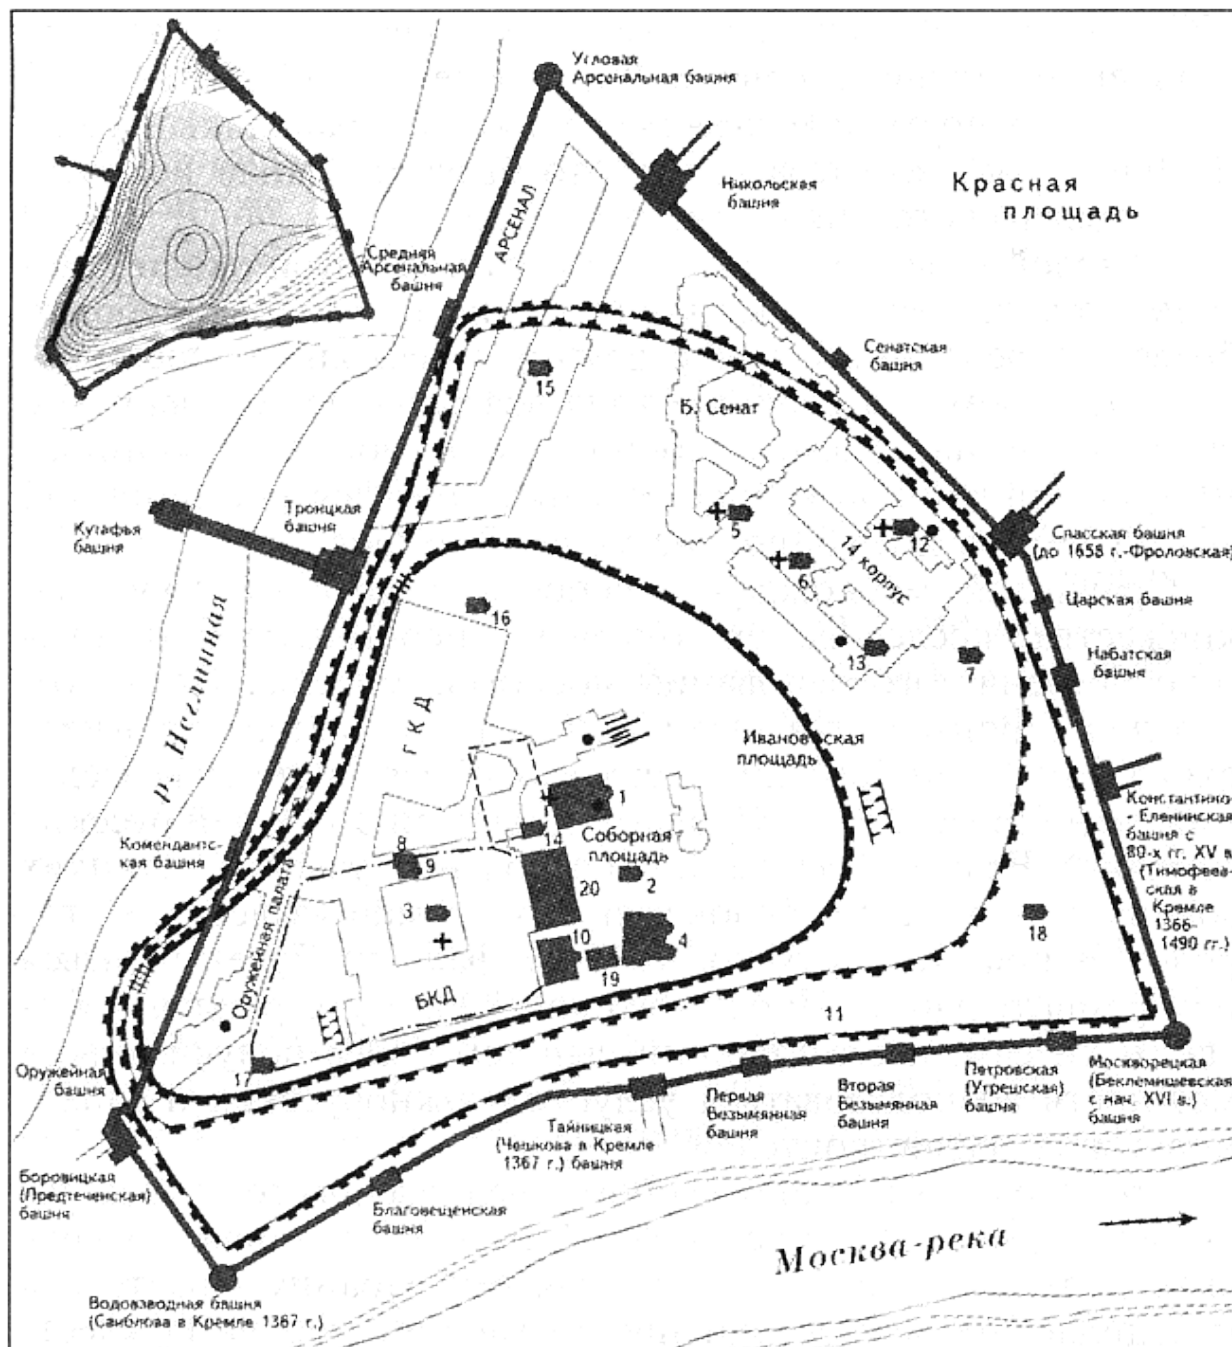 Угловая
Арсенальная башня
Никольская
башня
Красная
площадь
АРСЕНАЛ
Средняя
Арсенальная
башня
Сенатская
башня
15
Б. Сенат
Троицкая
башня
Кутафья
башня
5
12
Спасская башня
(до 1658 г.-Фроловская)
6
14 корпус
Царская башня
16
13
7
Набатская
башня
р. Неглинная
ГКД
Ивановская
площадь
1
Константино-
- Еленинская
башня с
80-х гг. XV в.
(Тимофеев-
ская в
Кремле
1366-
1490 гг.)
Комендантс-
кая башня
8
9
14
Соборная
площадь
20
2
3
18
10
4
19
Оружейная палата
БКД
11
Оружейная
башня
1
Петровская
(Угрешская)
башня
Москворецкая
(Беклемишевская
с нач. XVI в.)
башня
Первая
Безымянная
башня
Вторая
Безымянная
башня
Тайницкая
(Чешкова в Кремле
1367 г.) башня
Боровицкая
(Предтеченская)
башня
Благовещенская
башня
Москва-река
Водовзводная башня
(Свиблова в Кремле 1367 г.)